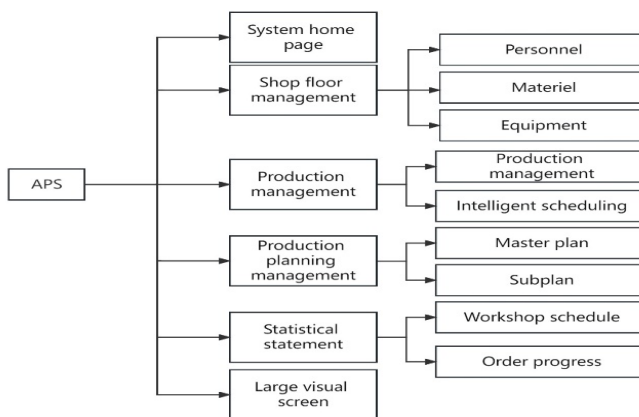 APS
System home
page
Shop floor
management
Personnel
Materiel
Equipment
Production
management
Production
management
Intelligent scheduling
Production
planning
management
Master plan
Subplan
Statistical
statement
Workshop schedule
Order progress
Large visual
screen